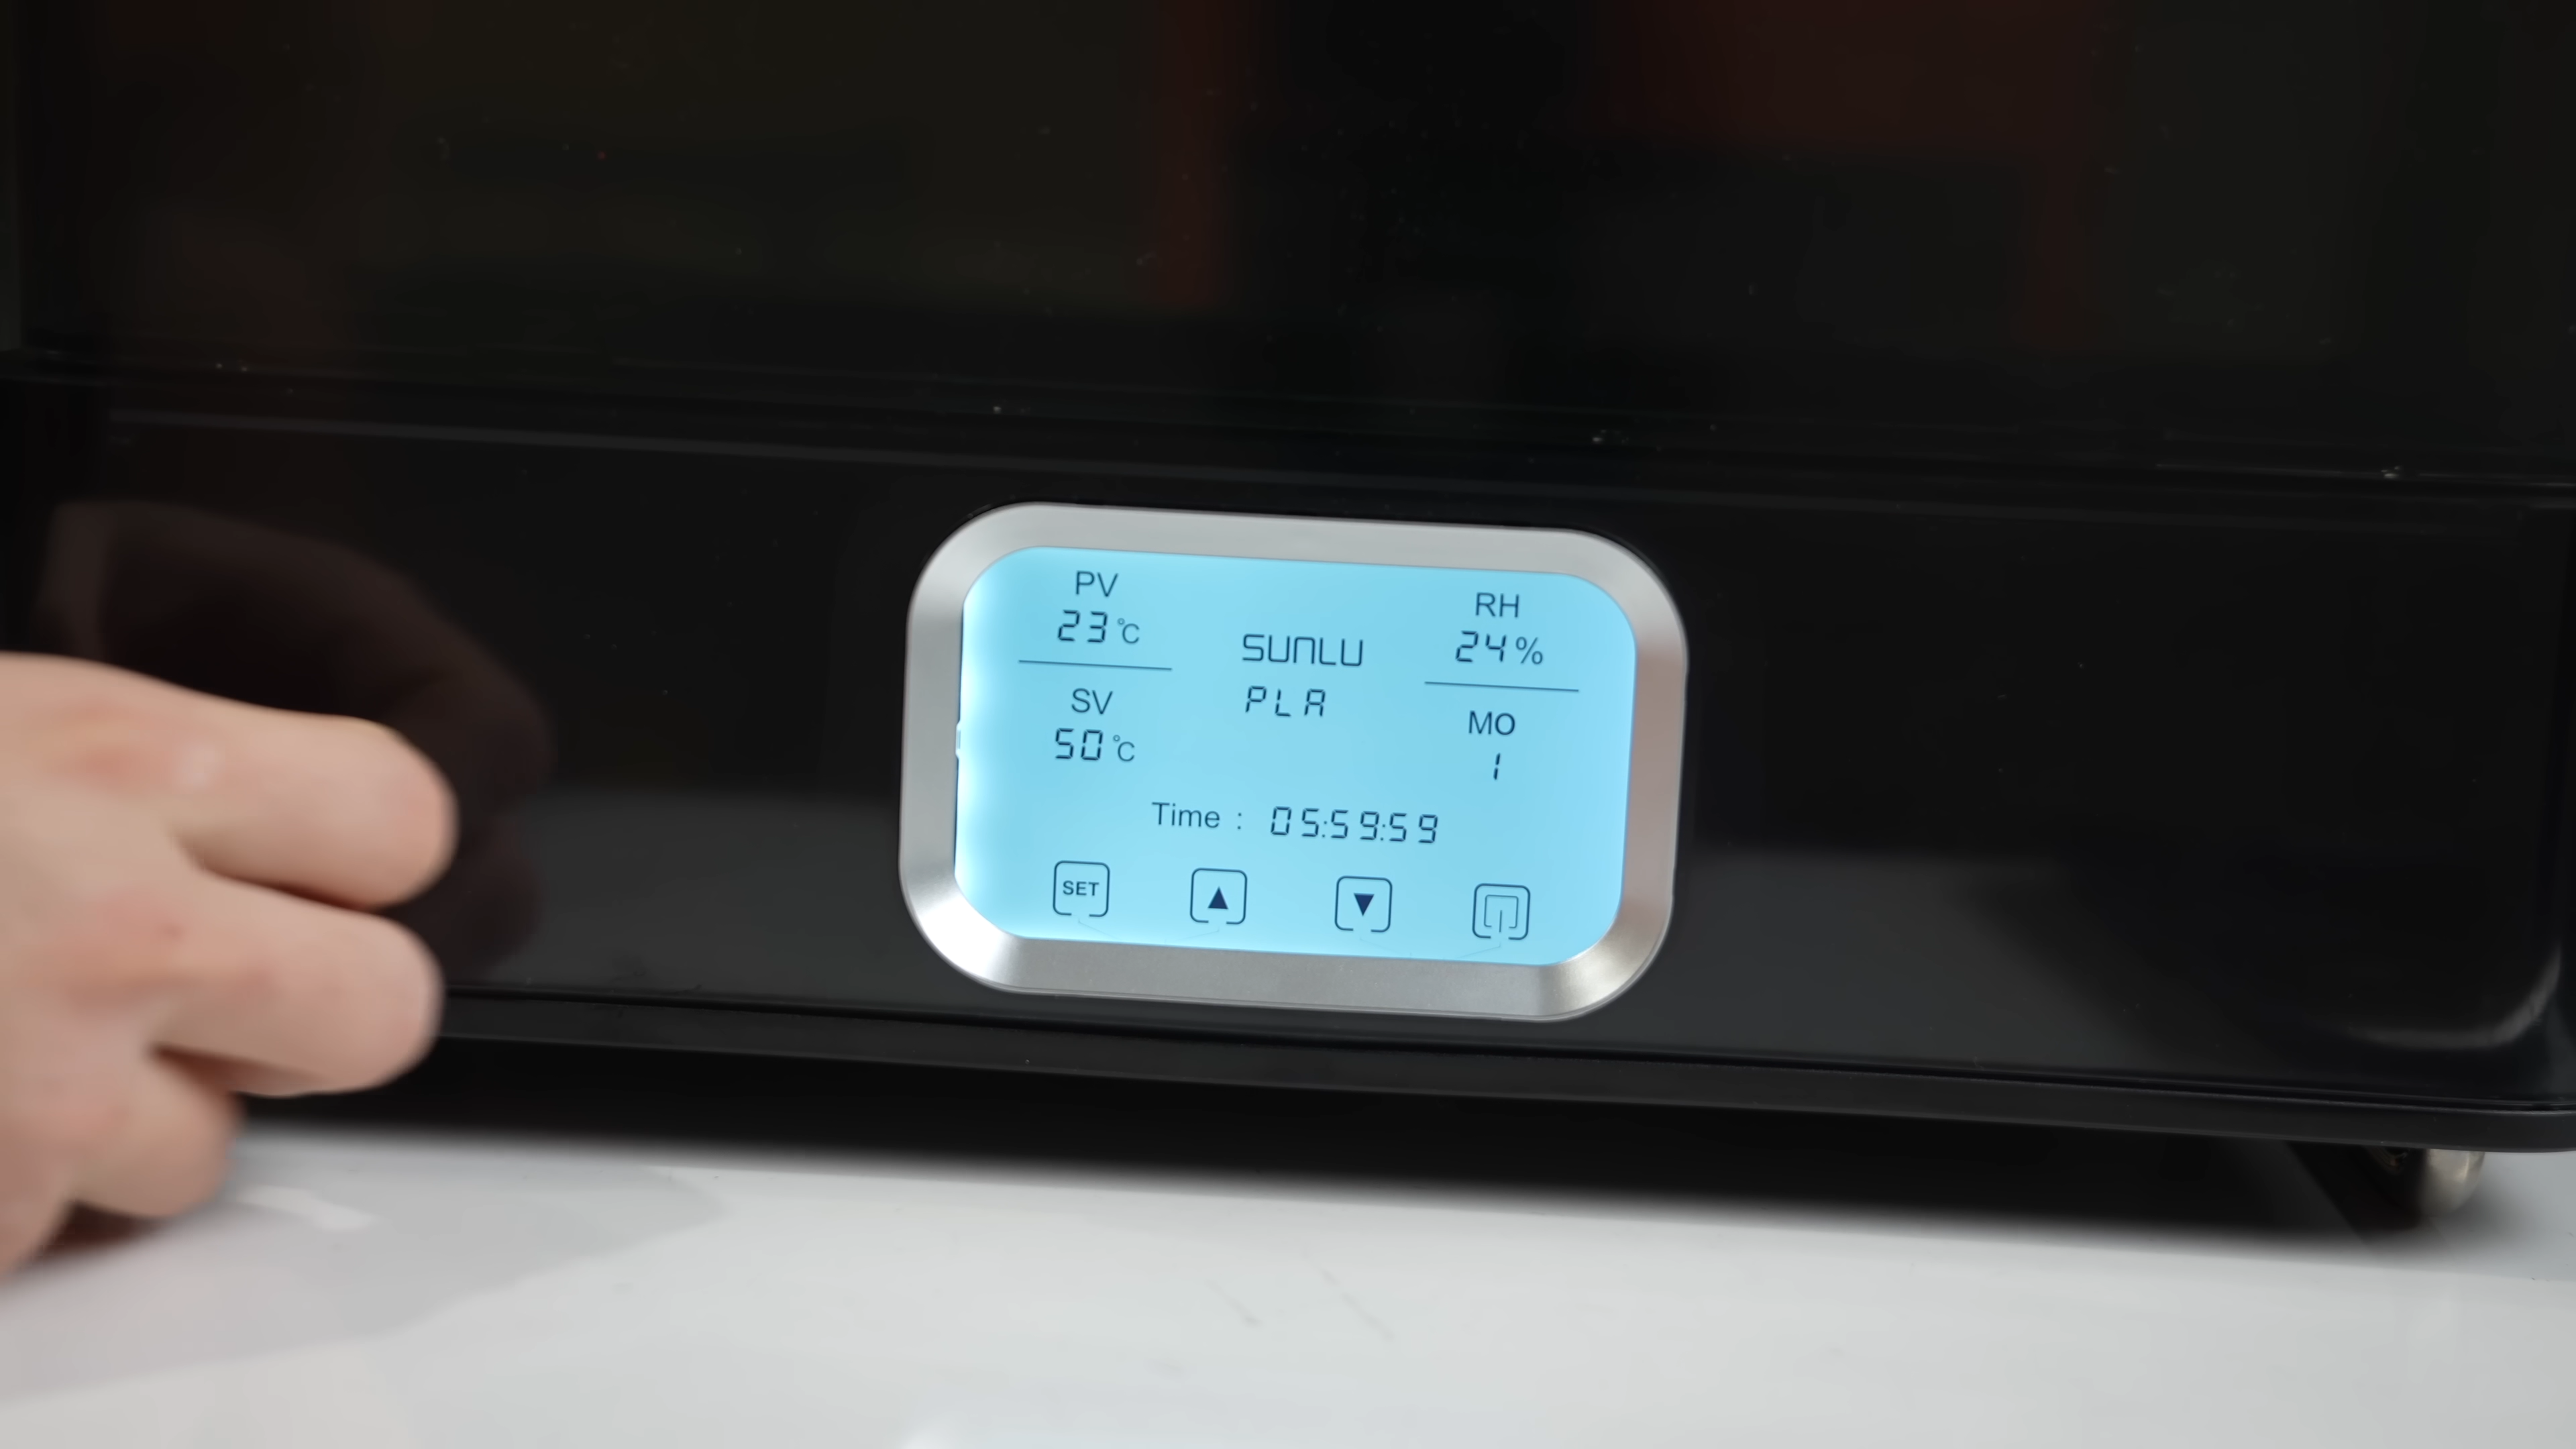 PV
23°C
SV
50°C
SUNLU
PLA
RH
24%
MO
1
Time : 05:59:59
SET